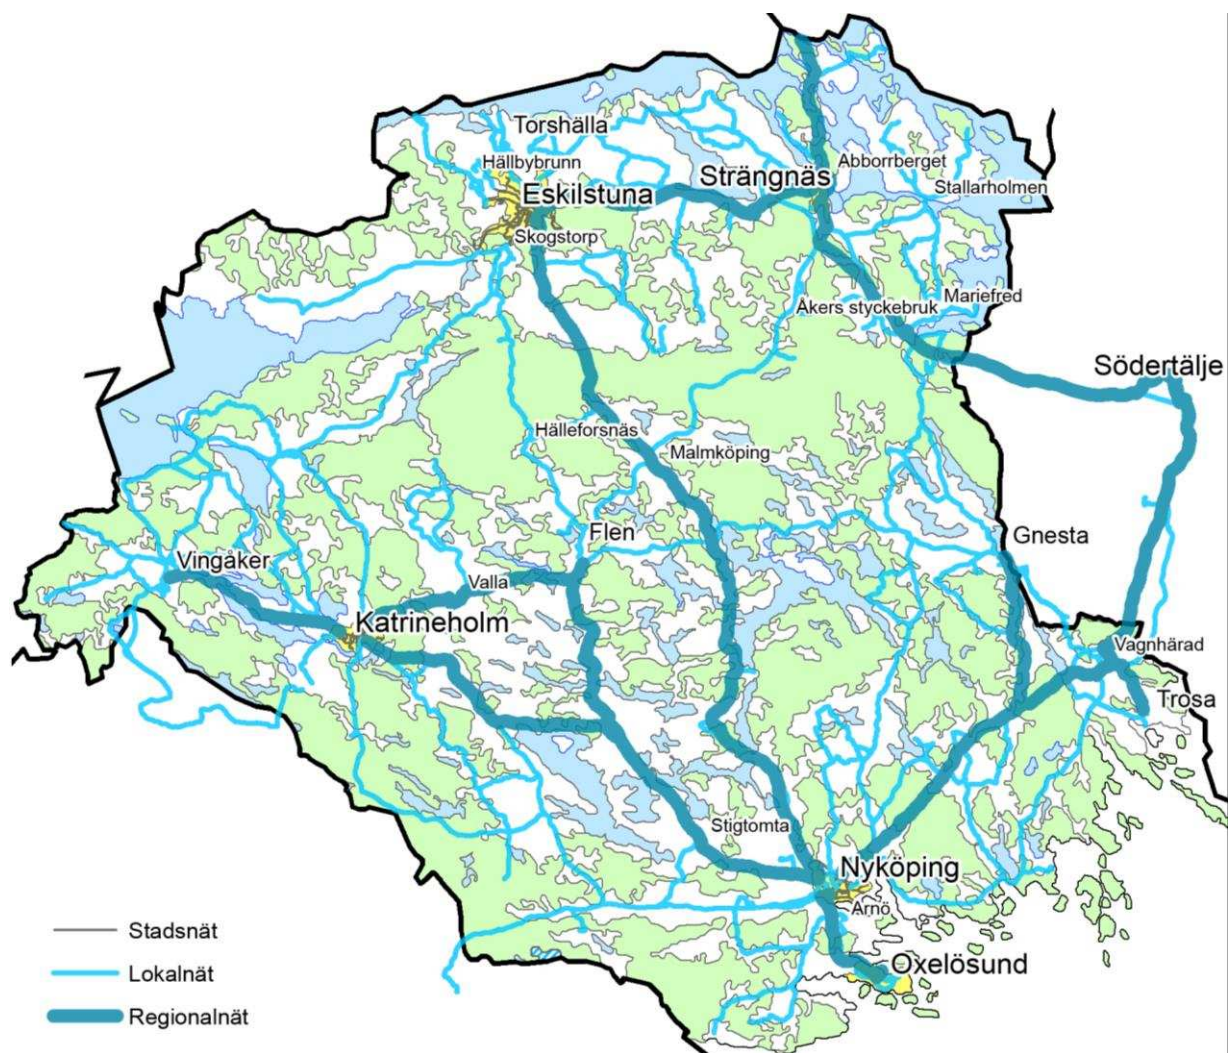 Torshälla
Hällbybrunn
Eskilstuna
Strängnäs
Abborrberget
Stallarholmen
Skogstorp
Mariefred
Åkers styckebruk
Södertälje
Hälleforsnäs
Malmköping
Flen
Gnesta
Vingåker
Valla
Katrineholm
Vagnhärad
Trosa
Stigtomta
Nyköping
Arnö
Oxelösund
Stadsnät
Lokalnät
Regionalnät